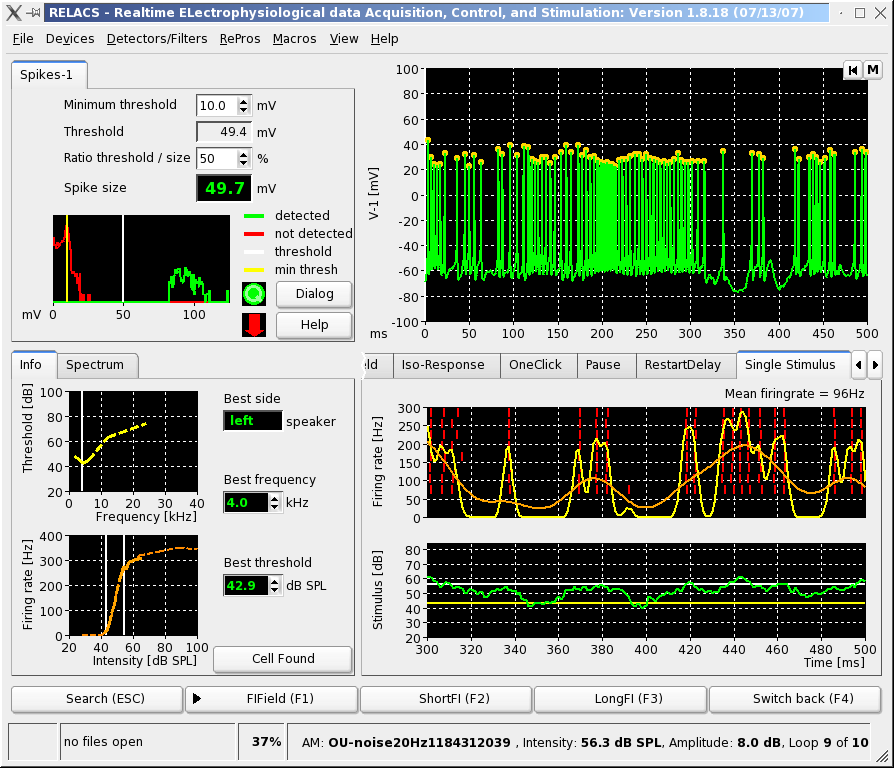 RELACS - Realtime ELectrophysiological data Acquisition, Control, and Stimulation: Version 1.8.18 (07/13/07)
File Devices Detectors/Filters RePros Macros View Help
Spikes-1
Minimum threshold 10.0 mV
Threshold 49.4 mV
Ratio threshold / size 50 %
Spike size 49.7 mV
detected
not detected
threshold
min thresh
mV 0 50 100
Dialog
Help
M
V-1 [mV]
100
80
60
40
20
0
-20
-40
-60
-80
-100
ms 0 50 100 150 200 250 300 350 400 450 500
Info Spectrum
Threshold [dB]
100
80
60
40
20
0 10 20 30 40
Frequency [kHz]
Best side
left speaker
Best frequency
4.0 kHz
Firing rate [Hz]
400
300
200
100
0
20 40 60 80 100
Intensity [dB SPL]
Best threshold
42.9 dB SPL
Cell Found
eld Iso-Response OneClick Pause RestartDelay Single Stimulus
Mean firingrate = 96Hz
Firing rate [Hz]
300
250
200
150
100
50
0
Stimulus [dB]
80
70
60
50
40
30
20
300 320 340 360 380 400 420 440 460 480 500
Time [ms]
Search (ESC) FIField (F1) ShortFI (F2) LongFI (F3) Switch back (F4)
no files open 37% AM: OU-noise20Hz1184312039 , Intensity: 56.3 dB SPL, Amplitude: 8.0 dB, Loop 9 of 10